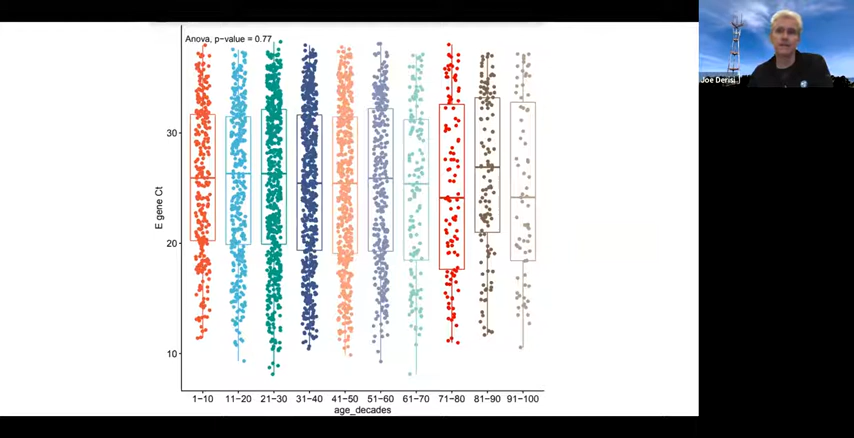 Anova, p-value = 0.77
Joe Derisi
30
20
10
E gene Ct
1-10 11-20 21-30 31-40 41-50 51-60 61-70 71-80 81-90 91-100
age_decades